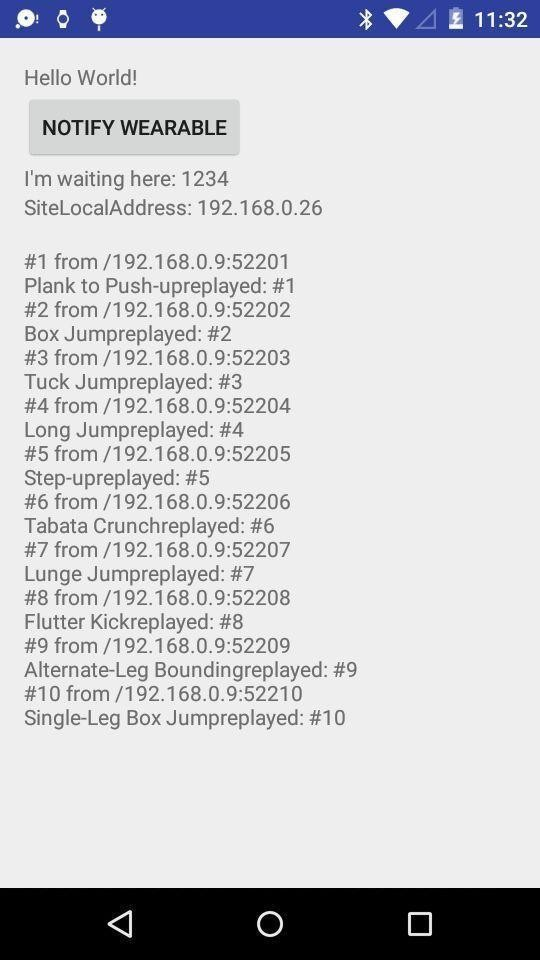 11:32
Hello World!
NOTIFY WEARABLE
I'm waiting here: 1234
SiteLocalAddress: 192.168.0.26
#1 from /192.168.0.9:52201
Plank to Push-upreplayed: #1
#2 from /192.168.0.9:52202
Box Jumpreplayed: #2
#3 from /192.168.0.9:52203
Tuck Jumpreplayed: #3
#4 from /192.168.0.9:52204
Long Jumpreplayed: #4
#5 from /192.168.0.9:52205
Step-upreplayed: #5
#6 from /192.168.0.9:52206
Tabata Crunchreplayed: #6
#7 from /192.168.0.9:52207
Lunge Jumpreplayed: #7
#8 from /192.168.0.9:52208
Flutter Kickreplayed: #8
#9 from /192.168.0.9:52209
Alternate-Leg Boundingreplayed: #9
#10 from /192.168.0.9:52210
Single-Leg Box Jumpreplayed: #10